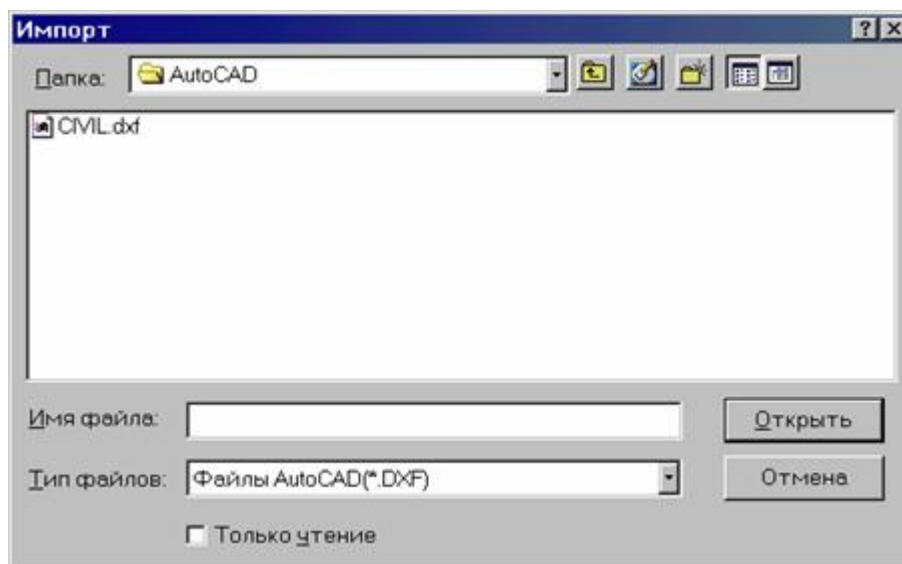 Импорт
Папка: AutoCAD
CIVIL.dxf
Имя файла:
Открыть
Тип файлов: Файлы AutoCAD(*.DXF)
Отмена
Только чтение